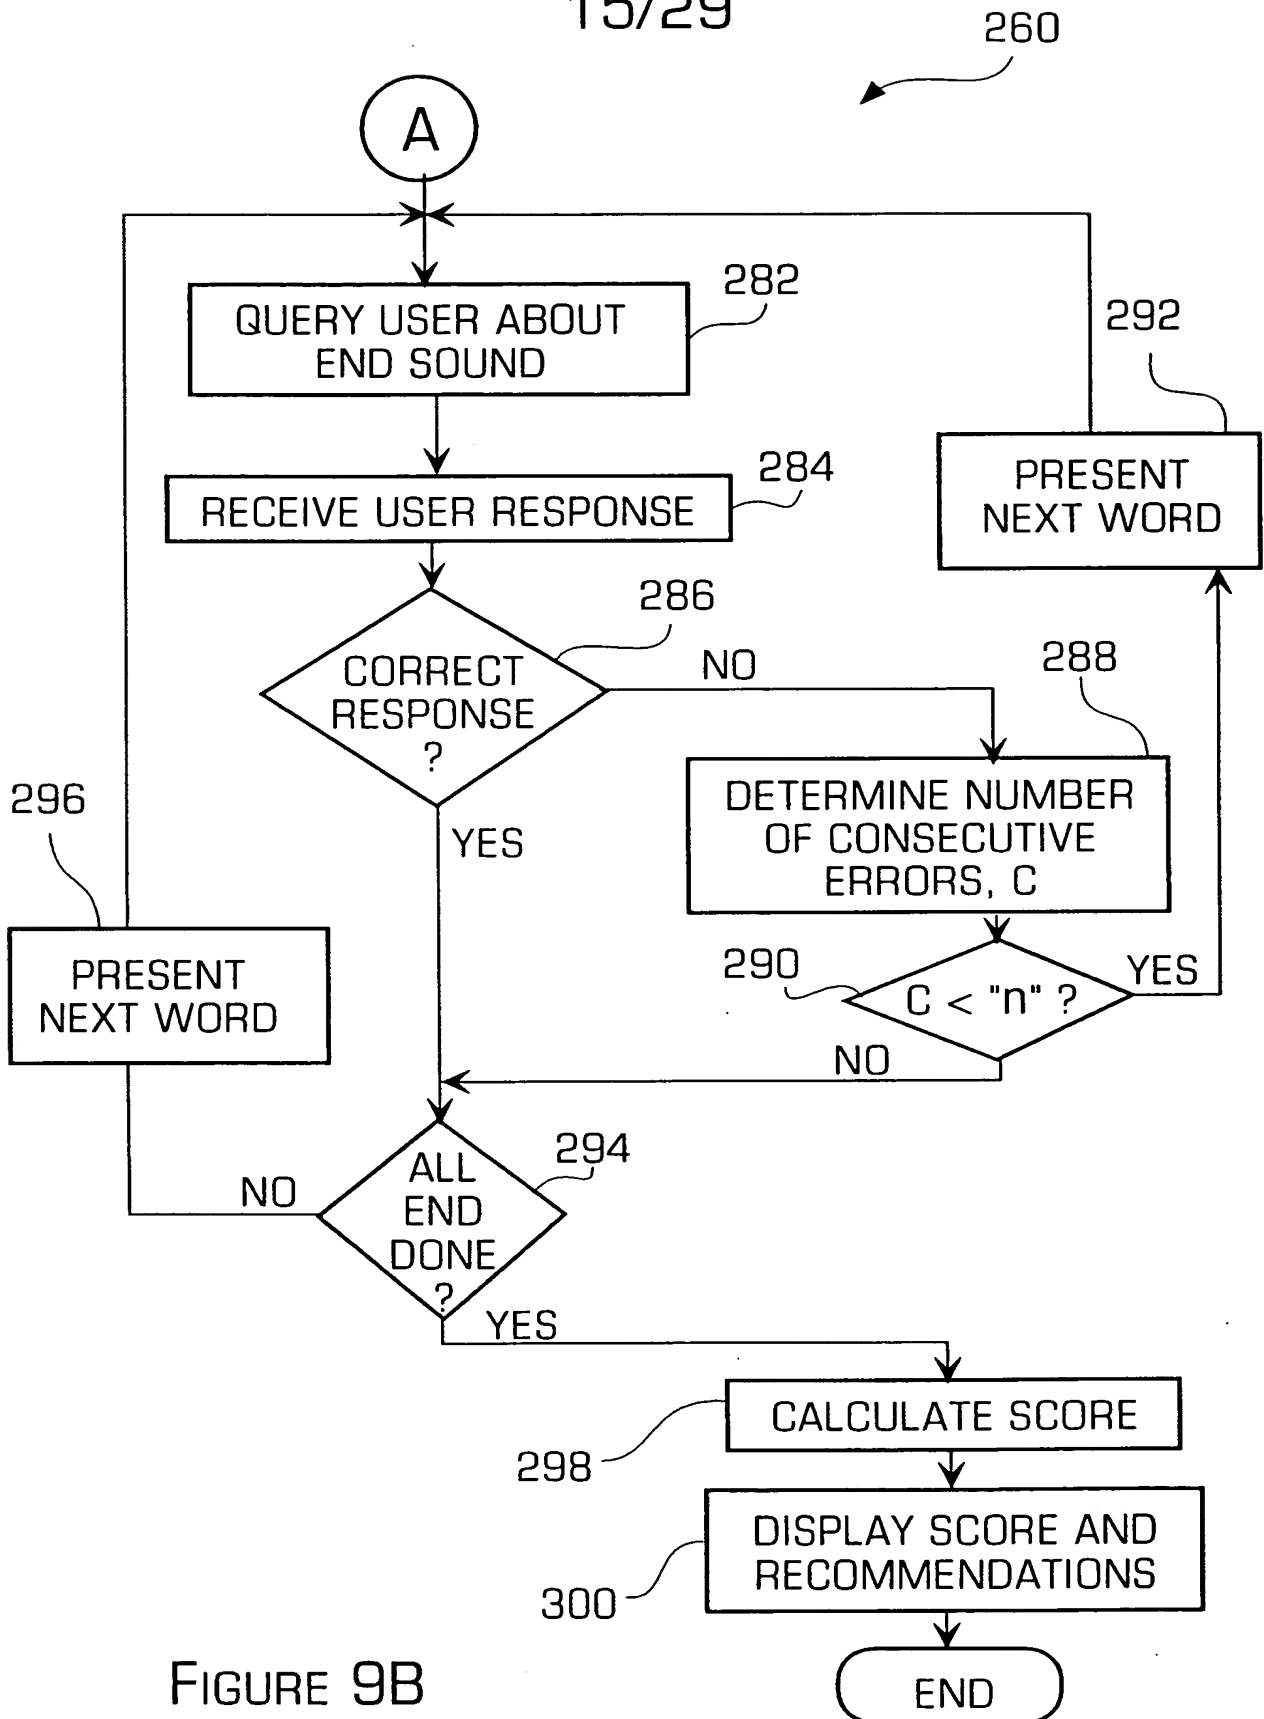 15/29
260
A
282
QUERY USER ABOUT
END SOUND
292
284
RECEIVE USER RESPONSE
PRESENT
NEXT WORD
286
CORRECT
RESPONSE
?
NO
288
DETERMINE NUMBER
OF CONSECUTIVE
ERRORS, C
296
YES
PRESENT
NEXT WORD
290
C < "n" ?
YES
NO
294
ALL
END
DONE
?
NO
YES
298
CALCULATE SCORE
300
DISPLAY SCORE AND
RECOMMENDATIONS
END
FIGURE 9B